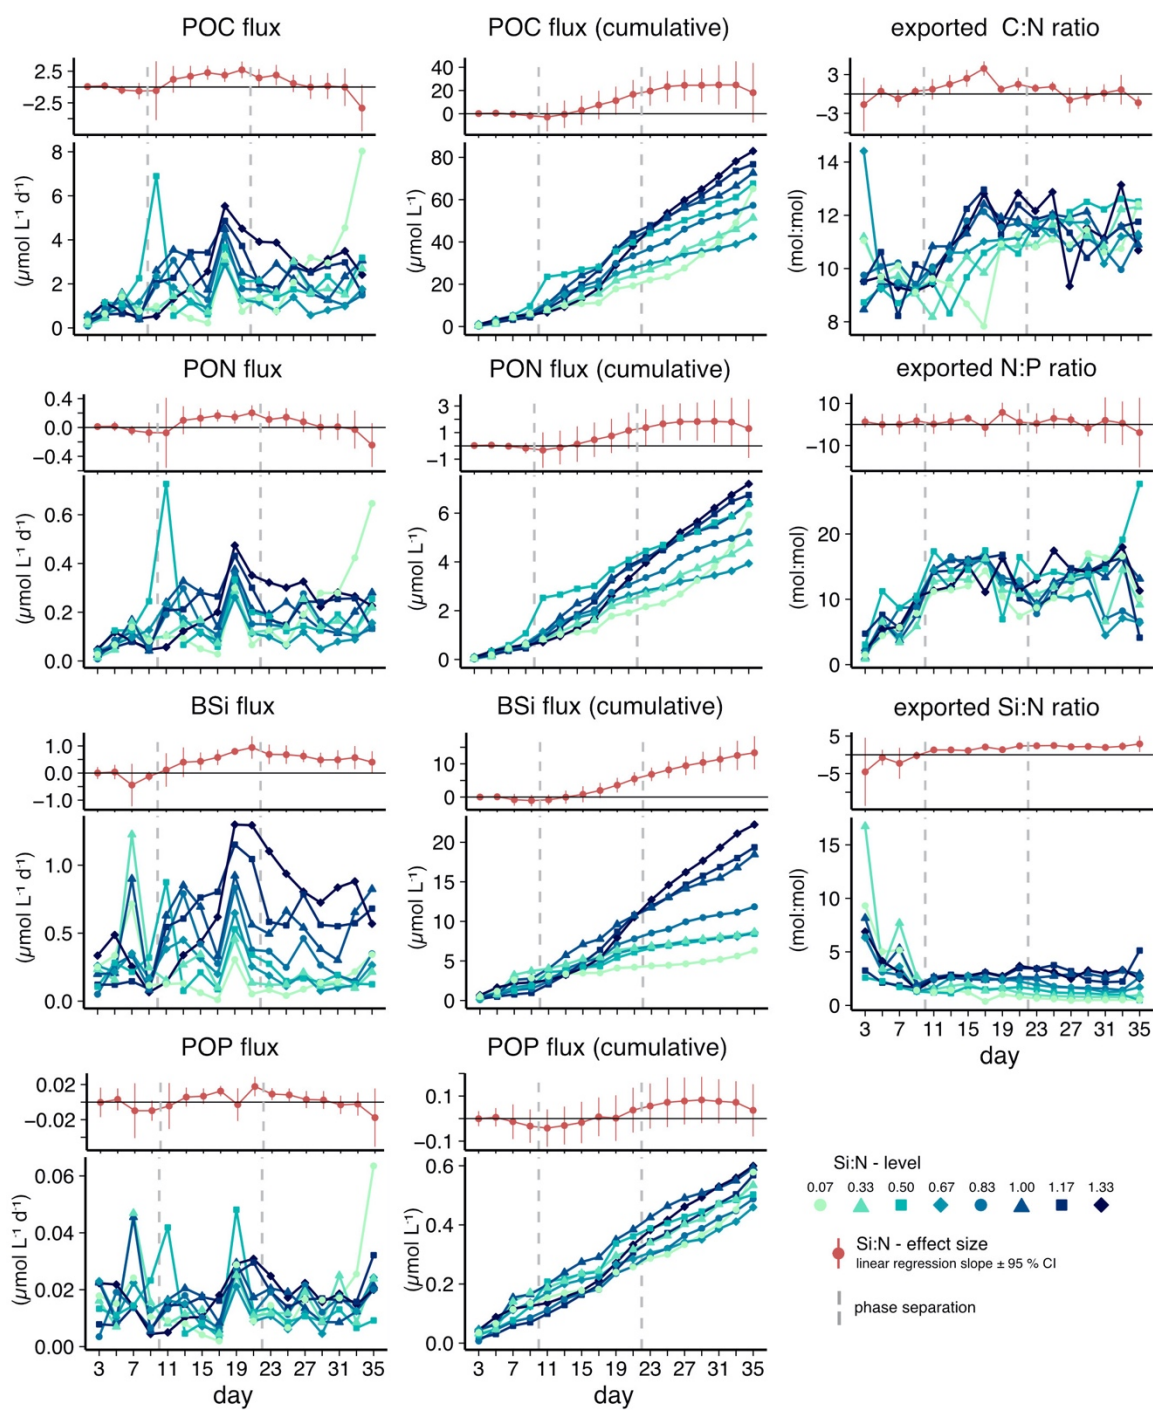 POC flux
POC flux (cumulative)
exported C:N ratio
2.5
−2.5
40
20
0
3
−3
(µmol L⁻¹ d⁻¹)
8
6
4
2
0
(µmol L⁻¹)
80
60
40
20
0
(mol:mol)
14
12
10
8
PON flux
PON flux (cumulative)
exported N:P ratio
0.4
0.0
−0.4
3
1
−1
10
−10
(µmol L⁻¹ d⁻¹)
0.6
0.4
0.2
0.0
(µmol L⁻¹)
6
4
2
0
(mol:mol)
20
10
0
BSi flux
BSi flux (cumulative)
exported Si:N ratio
1.0
0.0
−1.0
10
0
5
−5
(µmol L⁻¹ d⁻¹)
1.0
0.5
0.0
(µmol L⁻¹)
20
15
10
5
0
(mol:mol)
15
10
5
0
3 7 11 15 19 23 27 31 35
day
POP flux
POP flux (cumulative)
0.02
−0.02
0.1
−0.1
(µmol L⁻¹ d⁻¹)
0.06
0.04
0.02
0.00
3 7 11 15 19 23 27 31 35
day
(µmol L⁻¹)
0.6
0.4
0.2
0.0
3 7 11 15 19 23 27 31 35
day
Si:N - level
0.07 0.33 0.50 0.67 0.83 1.00 1.17 1.33
Si:N - effect size
linear regression slope ± 95 % CI
phase separation